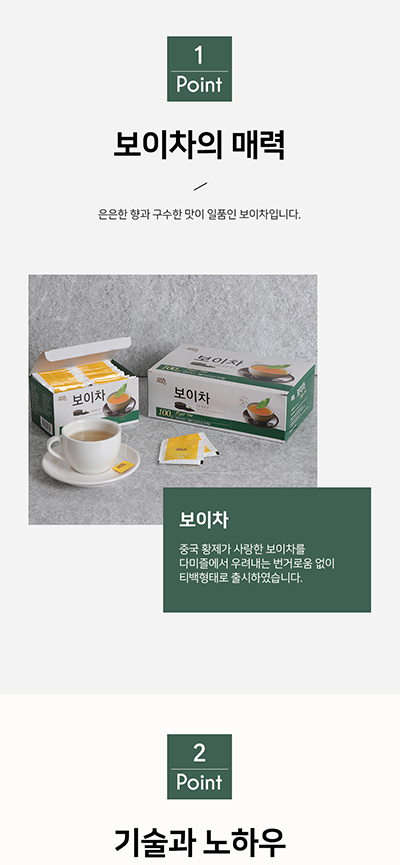 1
Point
보이차의 매력
은은한 향과 구수한 맛이 일품인 보이차입니다.
100
보이차
보이차
100
보이차
중국 황제가 사랑한 보이차를
다미즐에서 우려내는 번거로움 없이
티백형태로 출시하였습니다.
2
Point
기술과 노하우